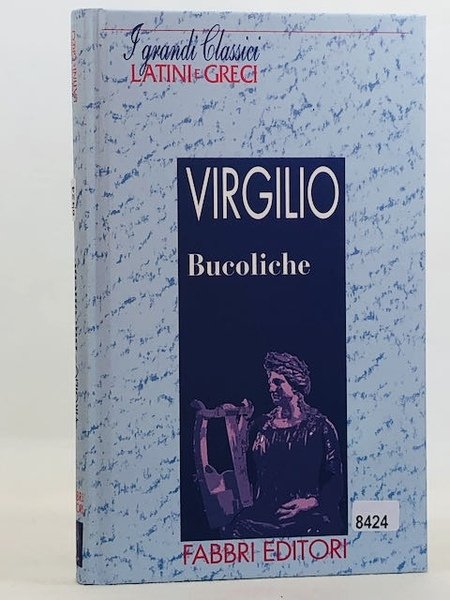 I grandi Classici
LATINI E GRECI
VIRGILIO
Bucoliche
8424
FABBRI EDITORI